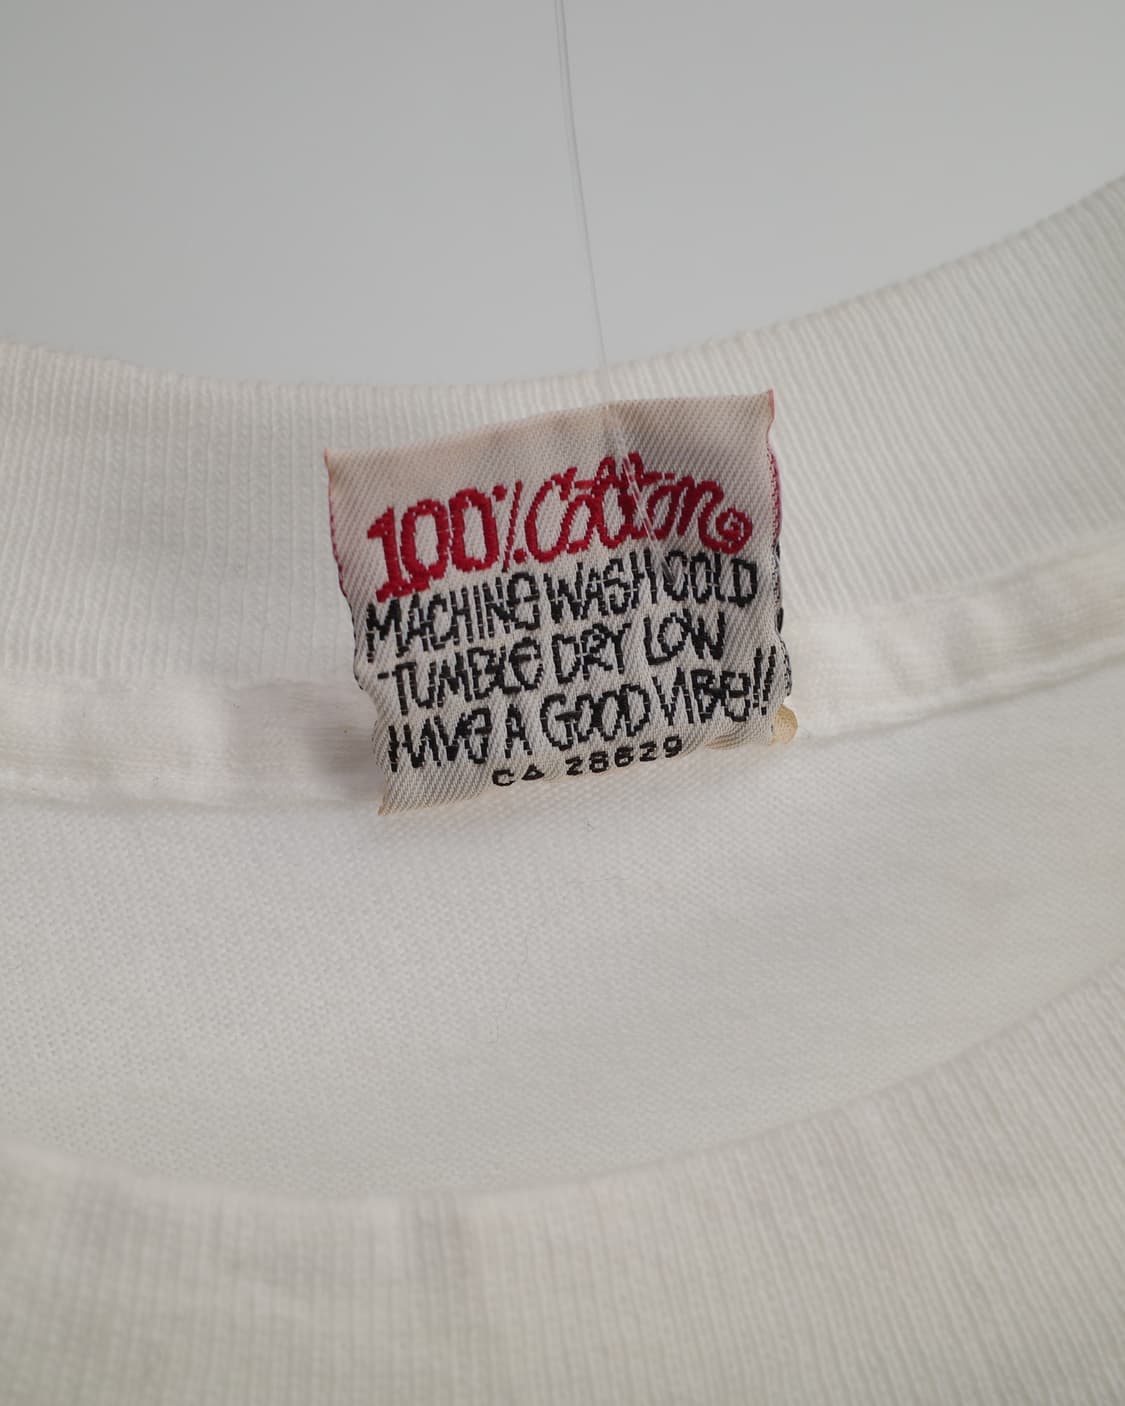 100% Cotton ®
MACHINE WASH COLD
TUMBLE DRY LOW
HAVE A GOOD VIBE!!
CA 28629